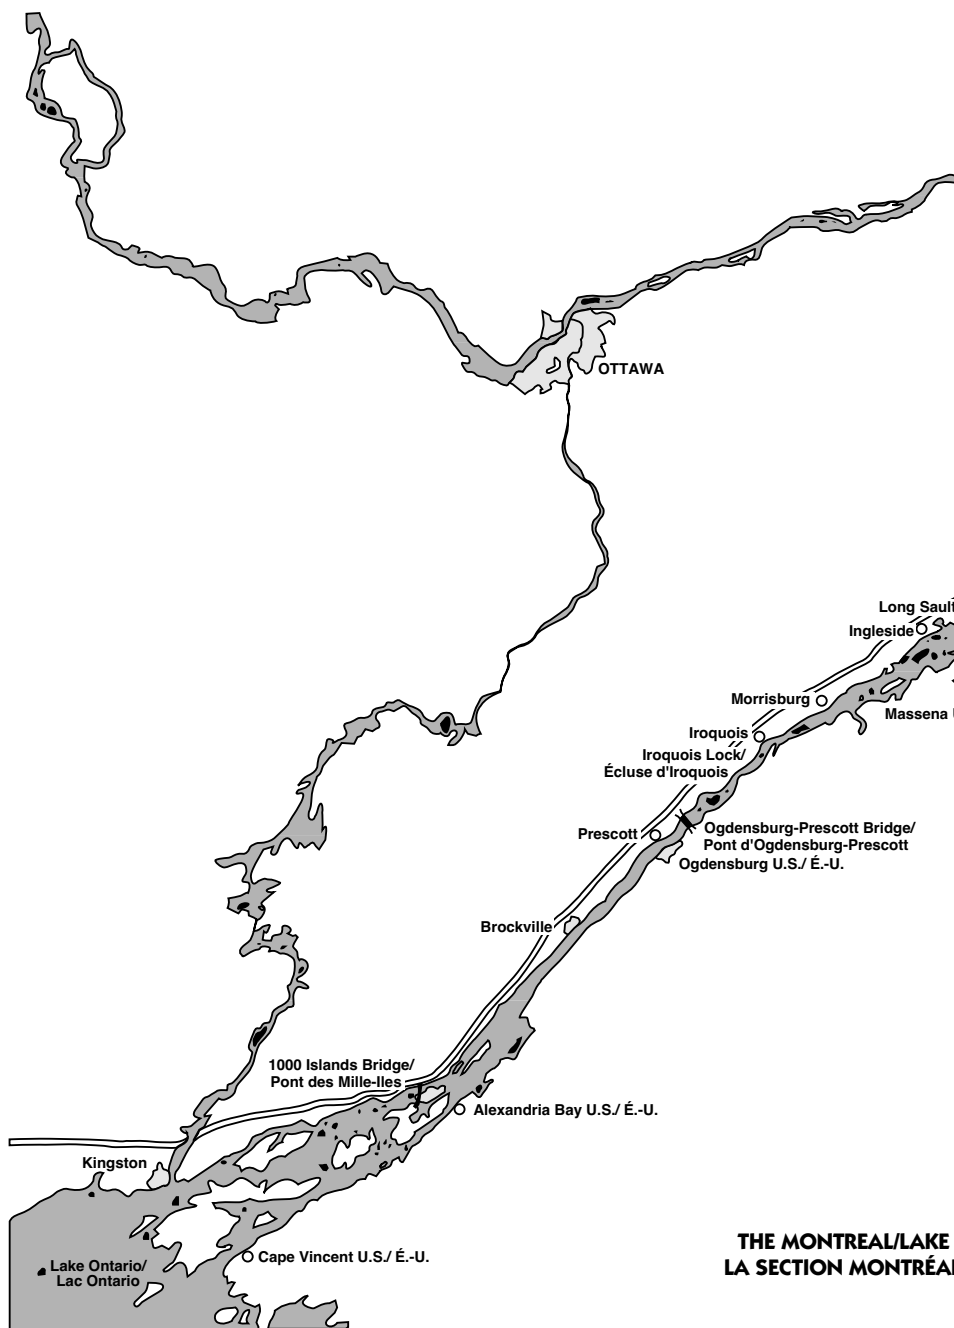 OTTAWA
Long Sault
Ingleside
Morrisburg
Massena
Iroquois
Iroquois Lock/
Écluse d'Iroquois
Prescott
Ogdensburg-Prescott Bridge/
Pont d'Ogdensburg-Prescott
Ogdensburg U.S./ É.-U.
Brockville
1000 Islands Bridge/
Pont des Mille-Iles
Alexandria Bay U.S./ É.-U.
Kingston
Cape Vincent U.S./ É.-U.
Lake Ontario/
Lac Ontario
THE MONTREAL/LAKE
LA SECTION MONTRÉAL